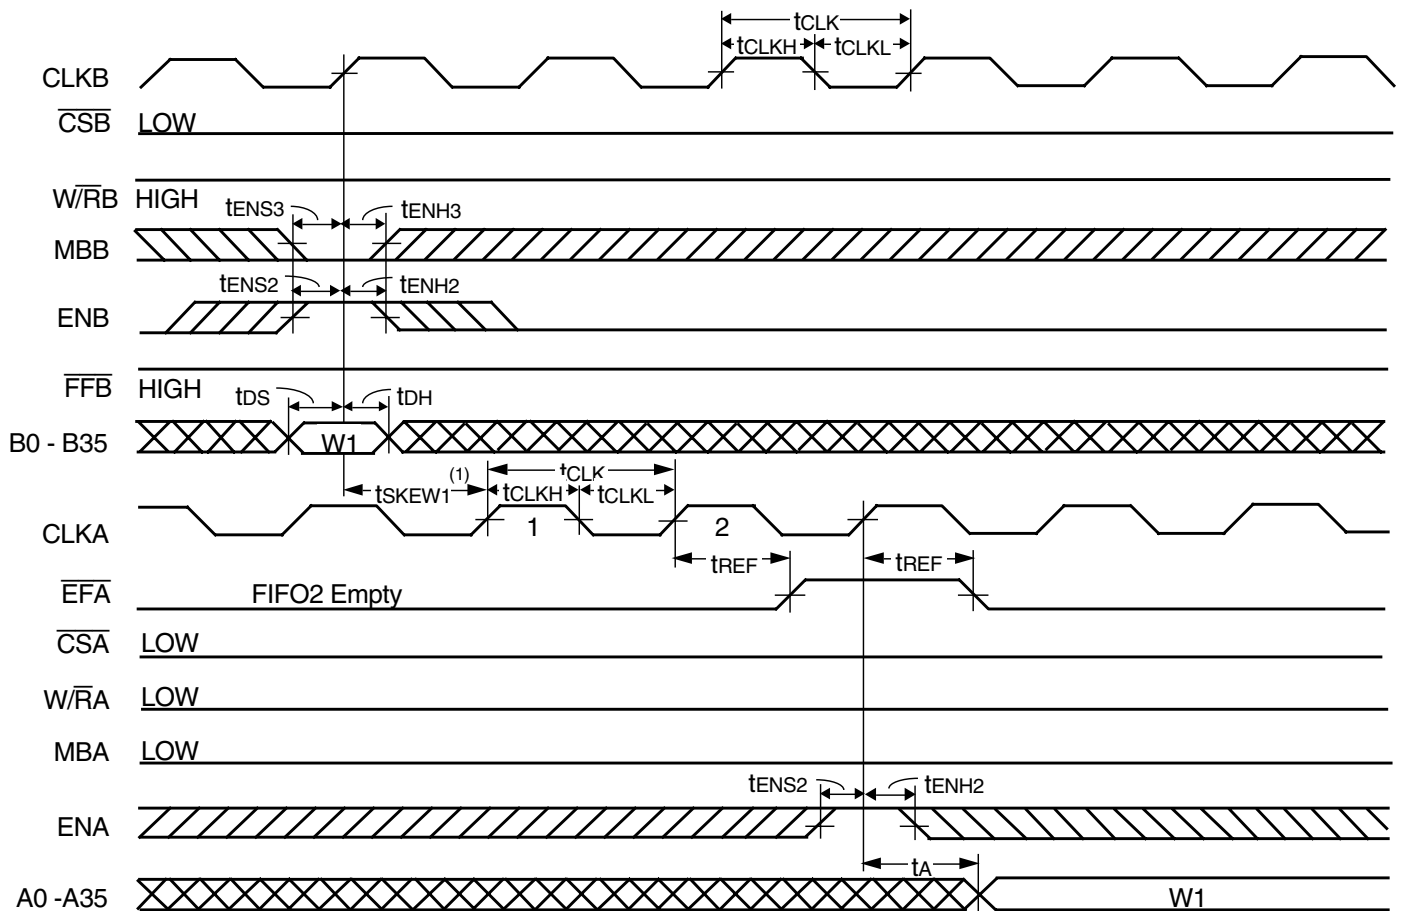 tCLK
tCLKH tCLKL
CLKB
CSB LOW
W/RB HIGH
tENS3 tENH3
MBB
tENS2 tENH2
ENB
FFB HIGH
tDS tDH
B0 - B35 W1
tSKEW1 (1) tCLK
tCLKH tCLKL
CLKA 1 2
tREF tREF
EFA FIFO2 Empty
CSA LOW
W/RA LOW
MBA LOW
tENS2 tENH2
ENA
tA
A0 -A35 W1